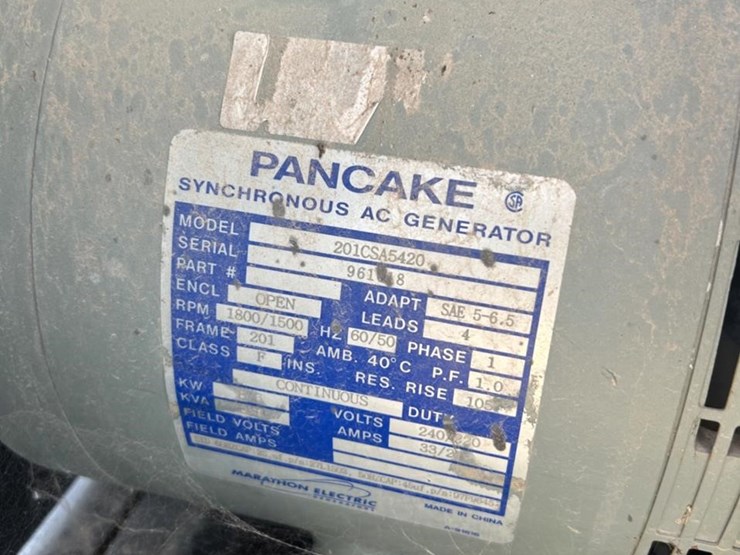 PANCAKE SA
SYNCHRONOUS AC GENERATOR
MODEL 201CSA5420
SERIAL
PART #
ENCL OPEN ADAPT SAE 5-6.5
RPM 1800/1500 LEADS 4
FRAME 201 HZ 60/50 PHASE 1
CLASS F INS. AMB. 40°C P.F. 1.0
RES. RISE
KW CONTINUOUS DUTY
KVA VOLTS
FIELD VOLTS AMPS
FIELD AMPS
MARATHON ELECTRIC
GENERATORS
MADE IN CHINA